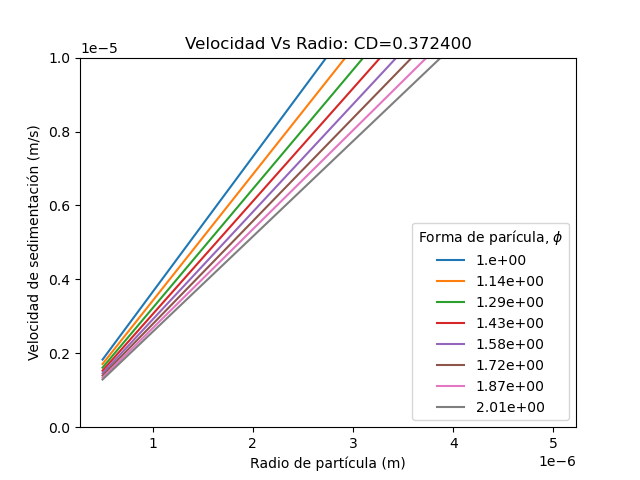 Velocidad Vs Radio: CD=0.372400
1e−5
1.0
0.8
0.6
0.4
0.2
0.0
Velocidad de sedimentación (m/s)
Forma de parícula, ϕ
1.e+00
1.14e+00
1.29e+00
1.43e+00
1.58e+00
1.72e+00
1.87e+00
2.01e+00
1 2 3 4 5
1e−6
Radio de partícula (m)